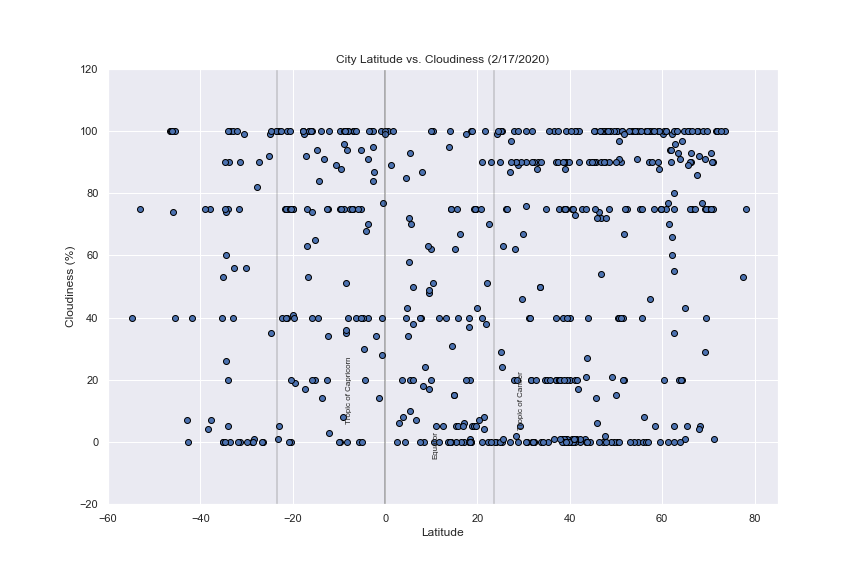 City Latitude vs. Cloudiness (2/17/2020)
120
100
80
60
40
20
0
−20
Cloudiness (%)
Tropic of Capricorn
Equator
Tropic of Cancer
−60
−40
−20
0
20
40
60
80
Latitude